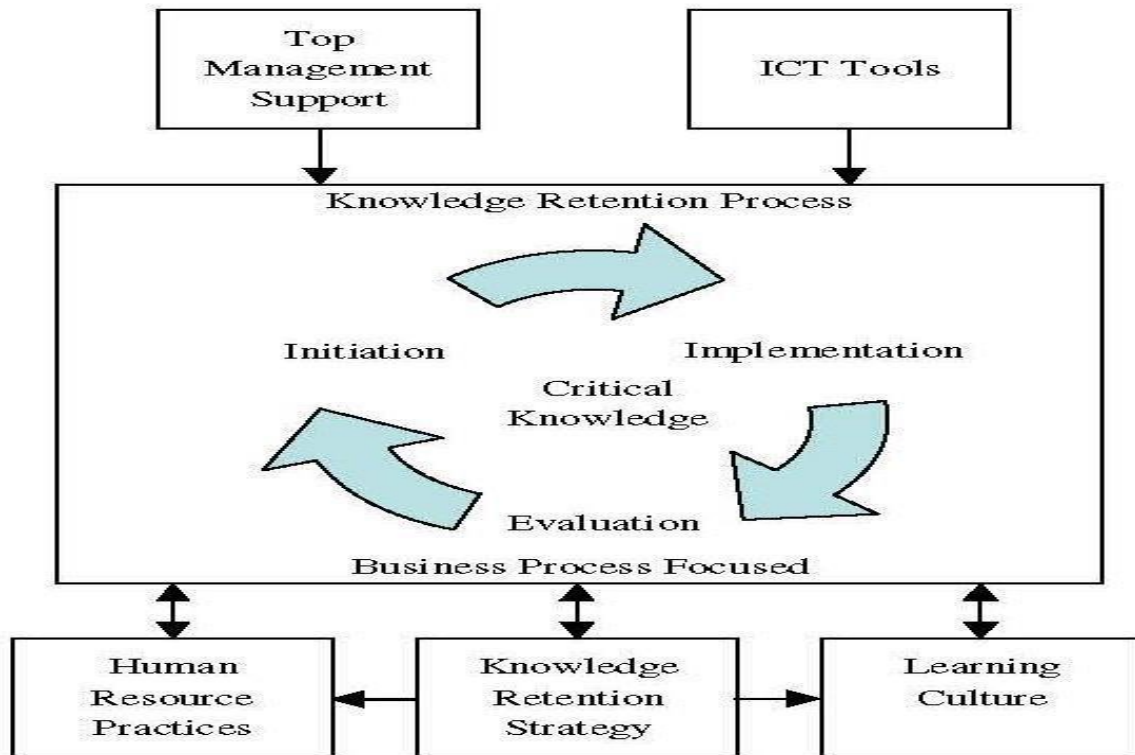 Top
Management
Support
ICT Tools
Knowledge Retention Process
Initiation
Implementation
Critical
Knowledge
Evaluation
Business Process Focused
Human
Resource
Practices
Knowledge
Retention
Strategy
Learning
Culture